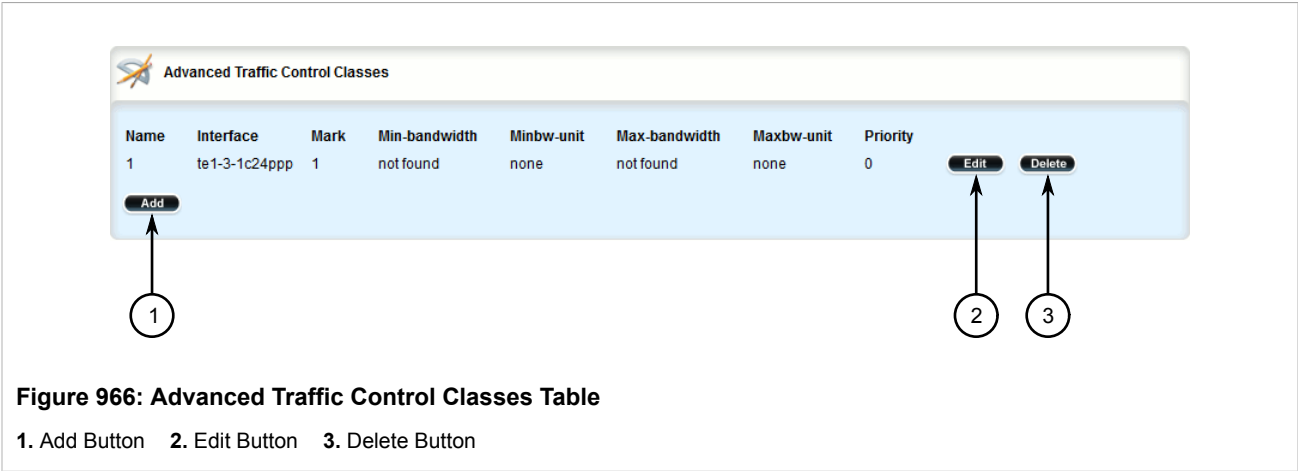 Advanced Traffic Control Classes
Name Interface Mark Min-bandwidth Minbw-unit Max-bandwidth Maxbw-unit Priority
1 te1-3-1c24ppp 1 not found none not found none 0 Edit Delete
Add
1 2 3
Figure 966: Advanced Traffic Control Classes Table
1. Add Button 2. Edit Button 3. Delete Button